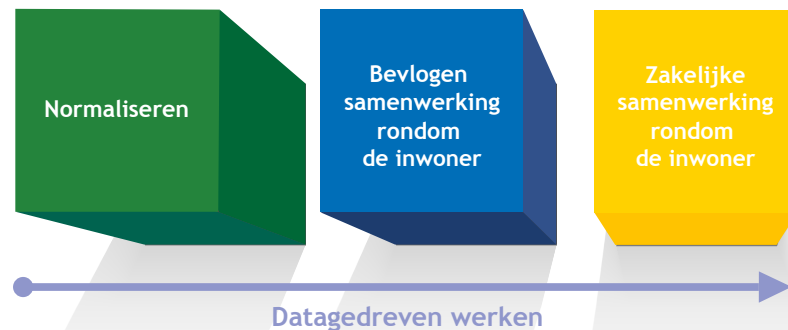 Normaliseren
Bevlogen
samenwerking
rondom
de inwoner
Zakelijke
samenwerking
rondom
de inwoner
Datagedreven werken